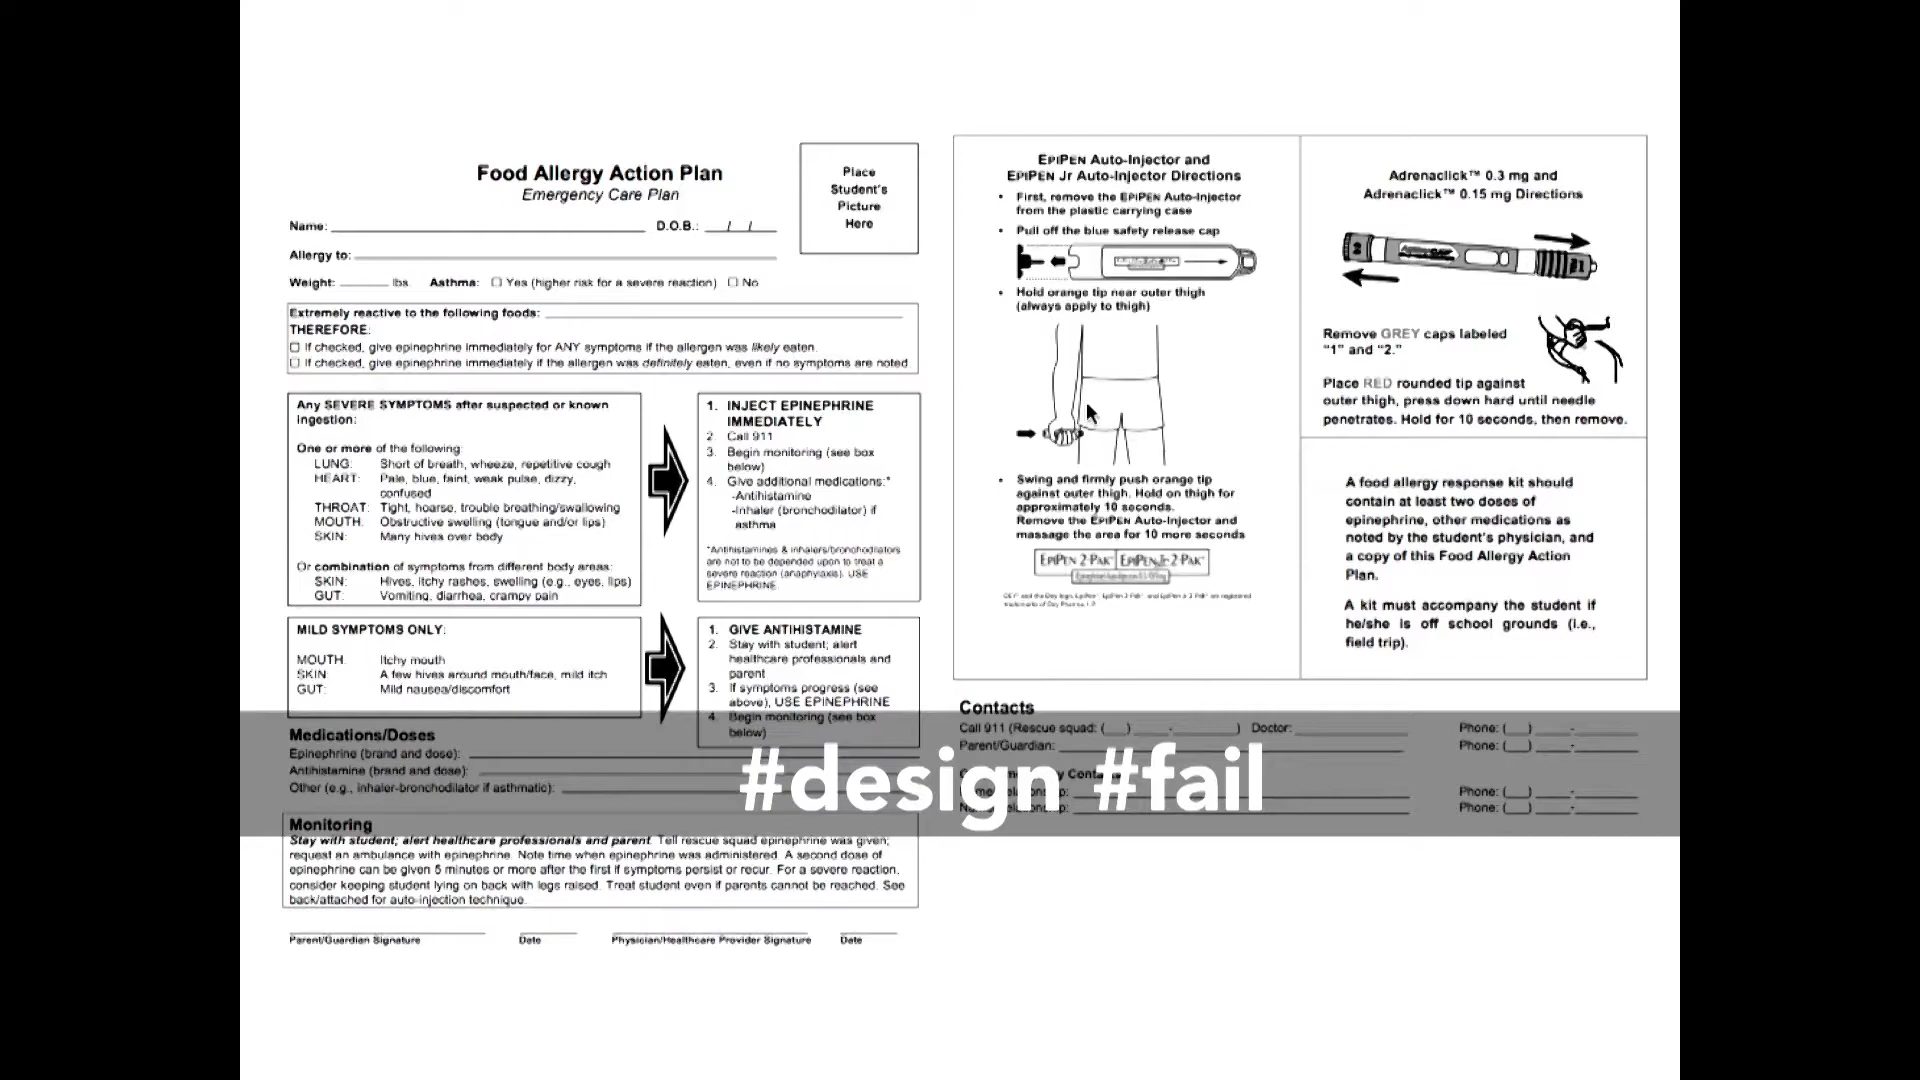 Food Allergy Action Plan
Emergency Care Plan
Place
Student's
Picture
Here
Name: D.O.B.: / /
Allergy to:
Weight: lbs Asthma: Yes (higher risk for a severe reaction) No
Extremely reactive to the following foods:
THEREFORE:
If checked, give epinephrine immediately for ANY symptoms if the allergen was likely eaten.
If checked, give epinephrine immediately if the allergen was definitely eaten, even if no symptoms are noted.
Any SEVERE SYMPTOMS after suspected or known
ingestion:
One or more of the following:
LUNG: Short of breath, wheeze, repetitive cough
HEART: Pale, blue, faint, weak pulse, dizzy,
confused
THROAT: Tight, hoarse, trouble breathing/swallowing
MOUTH: Obstructive swelling (tongue and/or lips)
SKIN: Many hives over body
Or combination of symptoms from different body areas:
SKIN: Hives, itchy rashes, swelling (e.g., eyes, lips)
GUT: Vomiting, diarrhea, crampy pain
1. INJECT EPINEPHRINE
IMMEDIATELY
2. Call 911
3. Begin monitoring (see box
below)
4. Give additional medications:*
-Antihistamine
-Inhaler (bronchodilator) if
asthma
*Antihistamines & inhalers/bronchodilators
are not to be depended upon to treat a
severe reaction (anaphylaxis). USE
EPINEPHRINE.
MILD SYMPTOMS ONLY:
MOUTH: Itchy mouth
SKIN: A few hives around mouth/face, mild itch
GUT: Mild nausea/discomfort
1. GIVE ANTIHISTAMINE
2. Stay with student; alert
healthcare professionals and
parent
3. If symptoms progress (see
above), USE EPINEPHRINE
4. Begin monitoring (see box
below)
Medications/Doses
Epinephrine (brand and dose):
Antihistamine (brand and dose):
Other (e.g., inhaler-bronchodilator if asthmatic):
Monitoring
Stay with student; alert healthcare professionals and parent. Tell rescue squad epinephrine was given;
request an ambulance with epinephrine. Note time when epinephrine was administered. A second dose of
epinephrine can be given 5 minutes or more after the first if symptoms persist or recur. For a severe reaction,
consider keeping student lying on back with legs raised. Treat student even if parents cannot be reached. See
back/attached for auto-injection technique.
Parent/Guardian Signature Date Physician/Healthcare Provider Signature Date
EPIPEN Auto-Injector and
EPIPEN Jr Auto-Injector Directions
• First, remove the EPIPEN Auto-Injector
from the plastic carrying case
• Pull off the blue safety release cap
• Hold orange tip near outer thigh
(always apply to thigh)
• Swing and firmly push orange tip
against outer thigh. Hold on thigh for
approximately 10 seconds.
Remove the EPIPEN Auto-Injector and
massage the area for 10 more seconds
EPIPEN 2-PAK EPIPEN Jr 2-PAK
Adrenaclick™ 0.3 mg and
Adrenaclick™ 0.15 mg Directions
2
1
Remove GREY caps labeled
"1" and "2."
Place RED rounded tip against
outer thigh, press down hard until needle
penetrates. Hold for 10 seconds, then remove.
A food allergy response kit should
contain at least two doses of
epinephrine, other medications as
noted by the student's physician, and
a copy of this Food Allergy Action
Plan.
A kit must accompany the student if
he/she is off school grounds (i.e.,
field trip).
Contacts
Call 911 (Rescue squad: ( ) - ) Doctor: Phone: ( ) -
Parent/Guardian: Phone: ( ) -
Phone: ( ) -
Phone: ( ) -
#design #fail